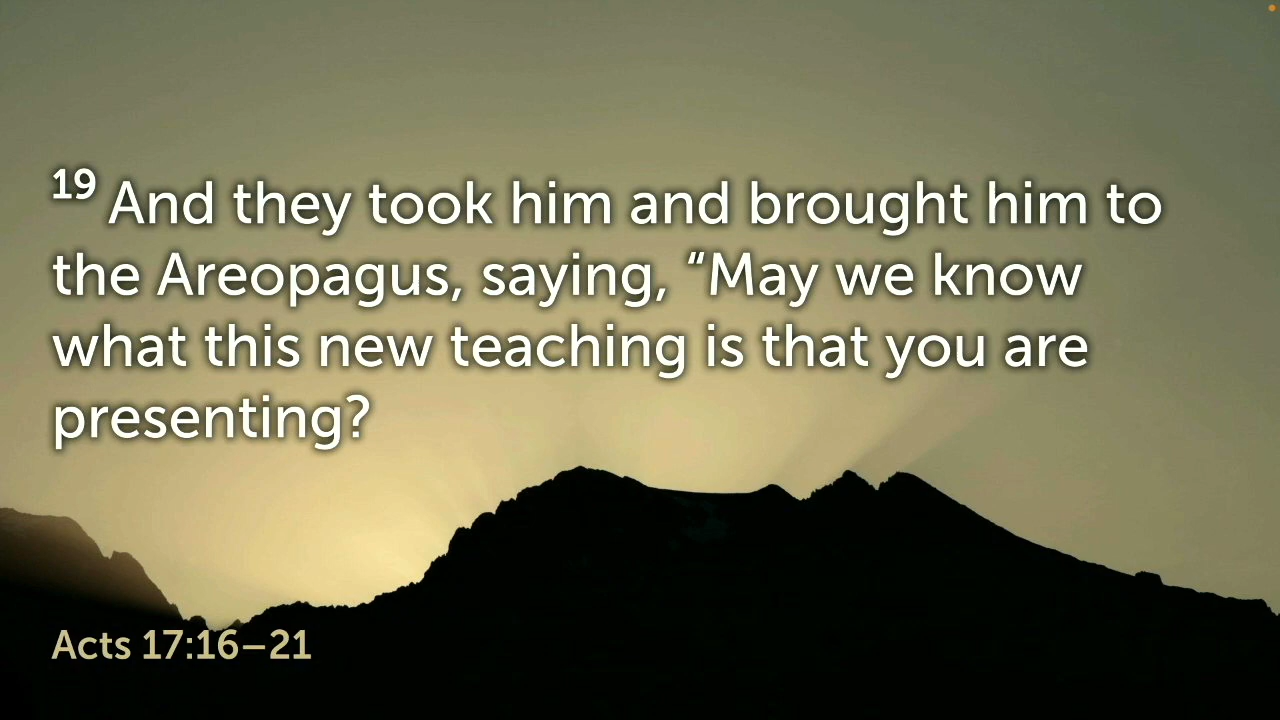 19 And they took him and brought him to
the Areopagus, saying, “May we know
what this new teaching is that you are
presenting?
Acts 17:16–21